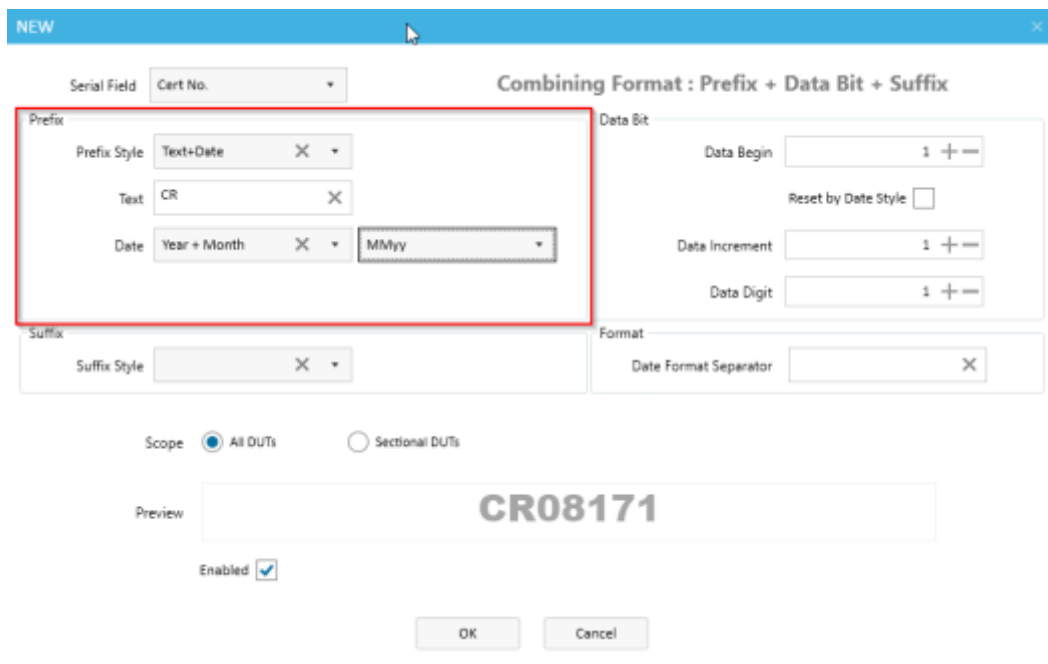 NEW
Serial Field Cert No. Combining Format : Prefix + Data Bit + Suffix
Prefix Data Bit
Prefix Style Text+Date Data Begin 1
Text CR Reset by Date Style
Date Year + Month MMyy Data Increment 1
Data Digit 1
Suffix Format
Suffix Style Date Format Separator
Scope All DUTs Sectional DUTs
Preview CR08171
Enabled
OK Cancel